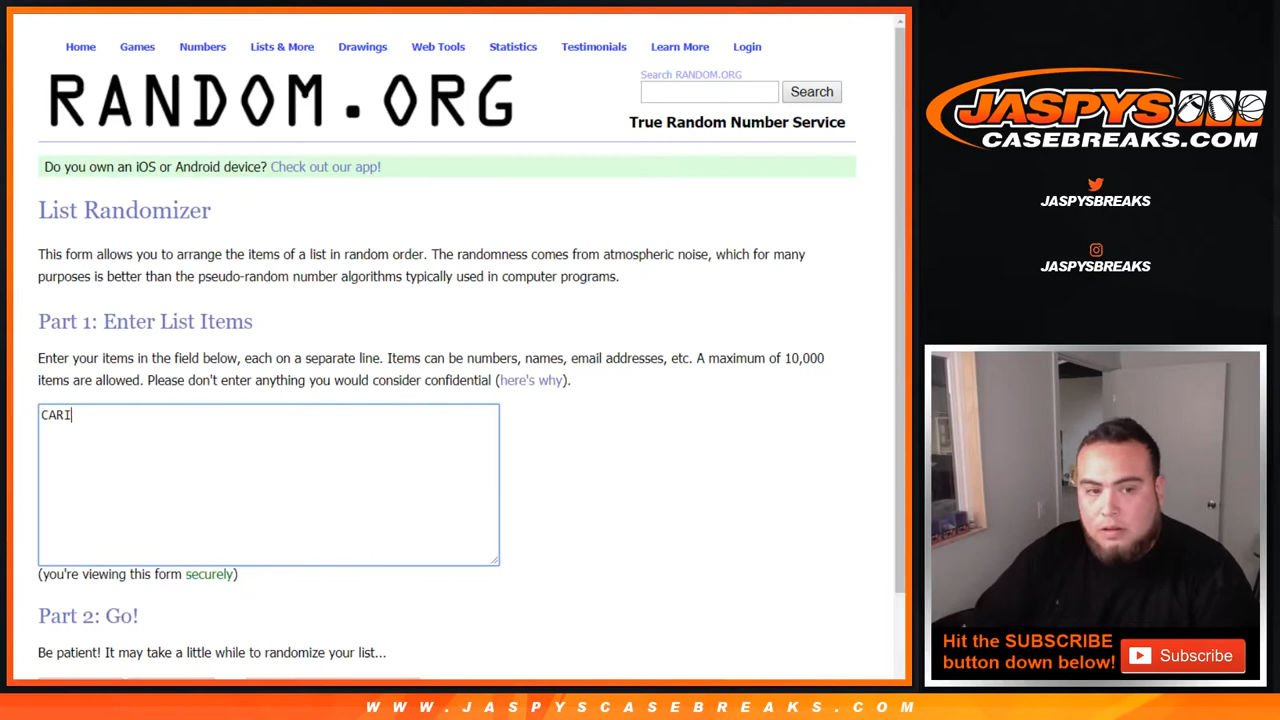 Home Games Numbers Lists & More Drawings Web Tools Statistics Testimonials Learn More Login
RANDOM.ORG
Search RANDOM.ORG
Search
True Random Number Service
Do you own an iOS or Android device? Check out our app!
List Randomizer
This form allows you to arrange the items of a list in random order. The randomness comes from atmospheric noise, which for many
purposes is better than the pseudo-random number algorithms typically used in computer programs.
Part 1: Enter List Items
Enter your items in the field below, each on a separate line. Items can be numbers, names, email addresses, etc. A maximum of 10,000
items are allowed. Please don't enter anything you would consider confidential (here's why).
CARI
(you're viewing this form securely)
Part 2: Go!
Be patient! It may take a little while to randomize your list...
JASPYS
CASEBREAKS.COM
JASPYSBREAKS
JASPYSBREAKS
Hit the SUBSCRIBE
button down below!
Subscribe
WWW.JASPYSCASEBREAKS.COM